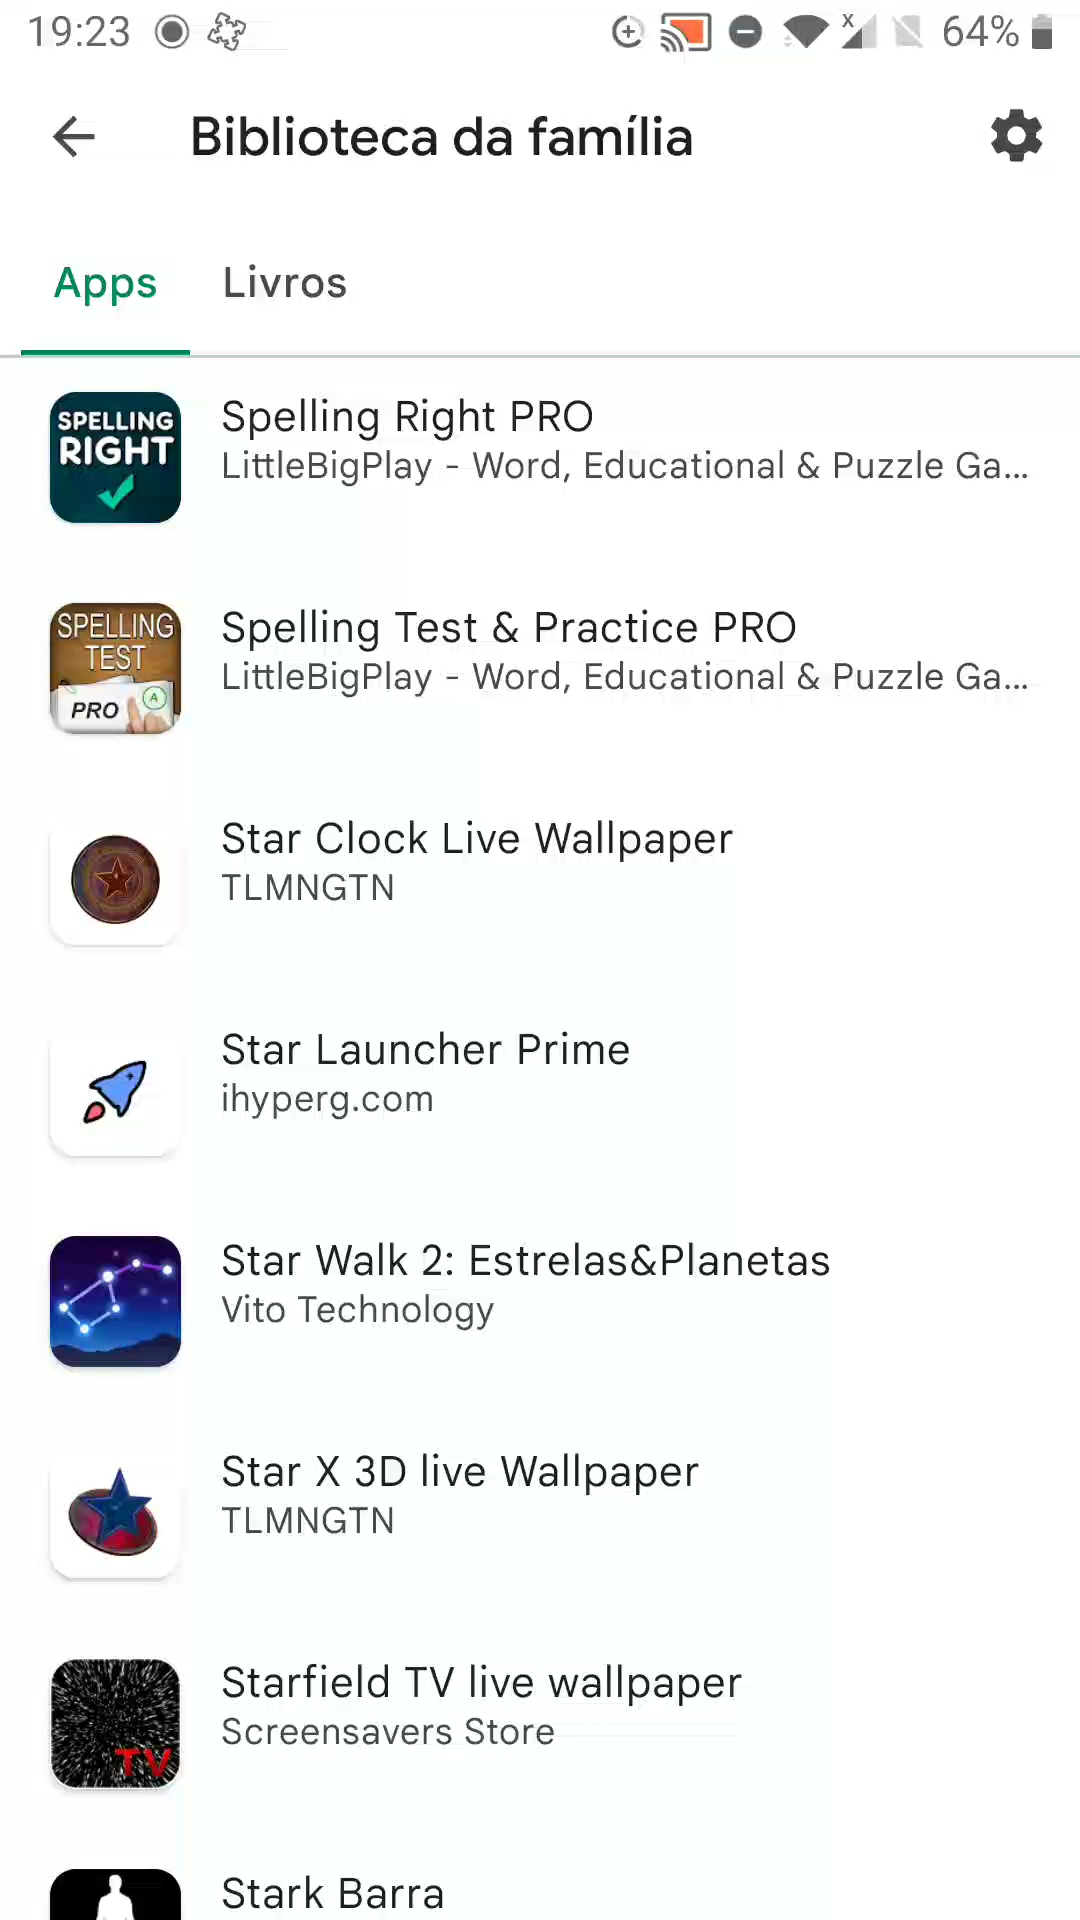 19:23
64%
Biblioteca da família
Apps
Livros
SPELLING
RIGHT
Spelling Right PRO
LittleBigPlay - Word, Educational & Puzzle Ga...
SPELLING
TEST
A
PRO
Spelling Test & Practice PRO
LittleBigPlay - Word, Educational & Puzzle Ga...
Star Clock Live Wallpaper
TLMNGTN
Star Launcher Prime
ihyperg.com
Star Walk 2: Estrelas&Planetas
Vito Technology
Star X 3D live Wallpaper
TLMNGTN
Starfield TV live wallpaper
Screensavers Store
TV
Stark Barra